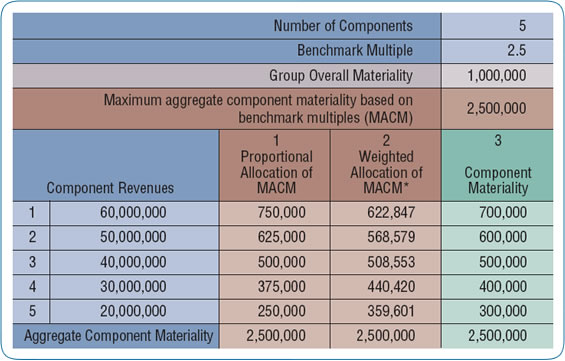 Number of Components 5
Benchmark Multiple 2.5
Group Overall Materiality 1,000,000
Maximum aggregate component materiality based on
benchmark multiples (MACM) 2,500,000
1 2 3
Proportional Weighted
Allocation of Allocation of Component
Component Revenues MACM MACM* Materiality
1 60,000,000 750,000 622,847 700,000
2 50,000,000 625,000 568,579 600,000
3 40,000,000 500,000 508,553 500,000
4 30,000,000 375,000 440,420 400,000
5 20,000,000 250,000 359,601 300,000
Aggregate Component Materiality 2,500,000 2,500,000 2,500,000